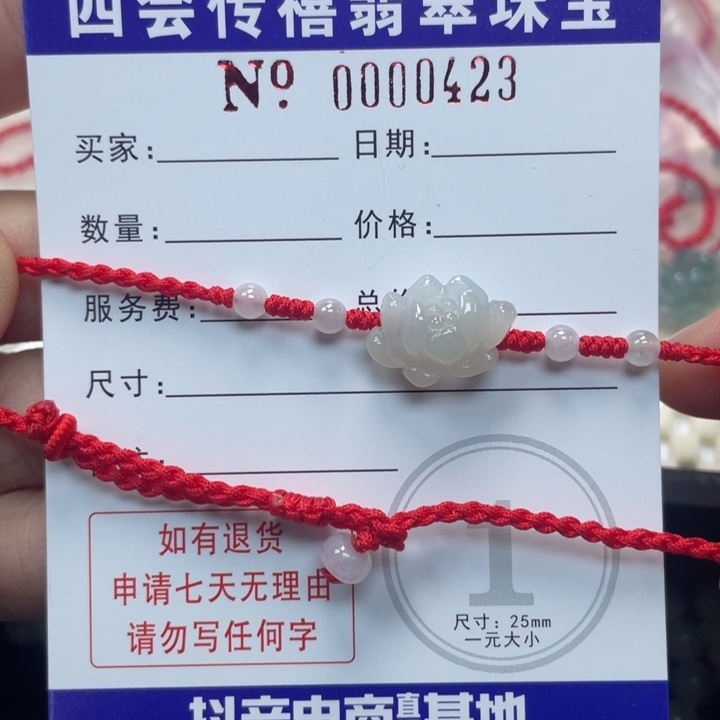 四会传禧翡翠珠宝
Nº 0000423
买家: 日期:
数量: 价格:
服务费: 总
尺寸:
如有退货
申请七天无理由
请勿写任何字
1
尺寸：25mm
一元大小
抖音电商直基地